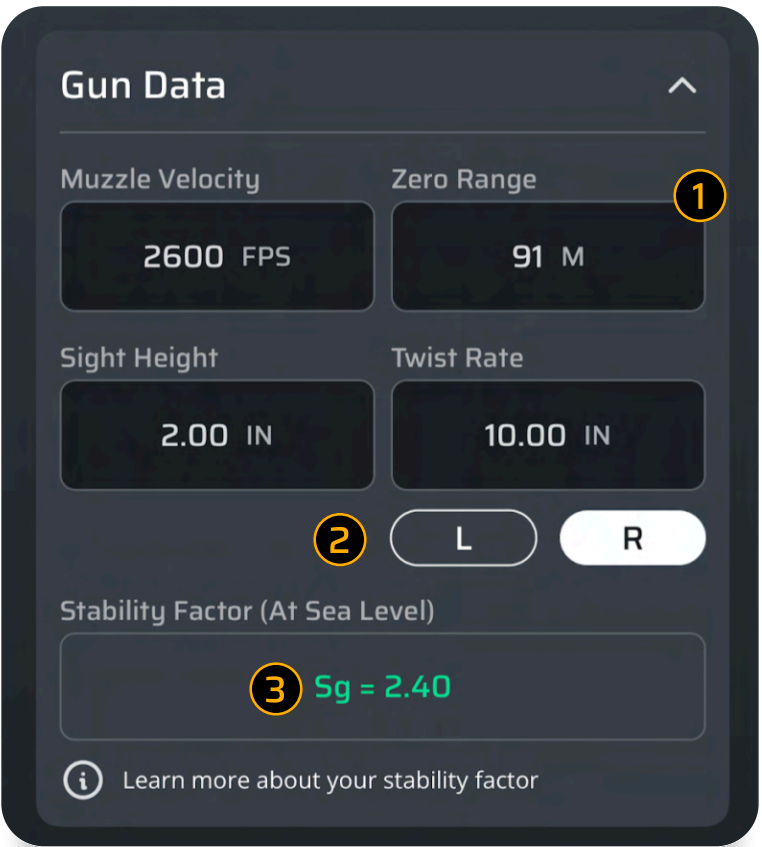 Gun Data
Muzzle Velocity Zero Range
1
2600 FPS 91 M
Sight Height Twist Rate
2.00 IN 10.00 IN
2 L R
Stability Factor (At Sea Level)
3 Sg = 2.40
i Learn more about your stability factor